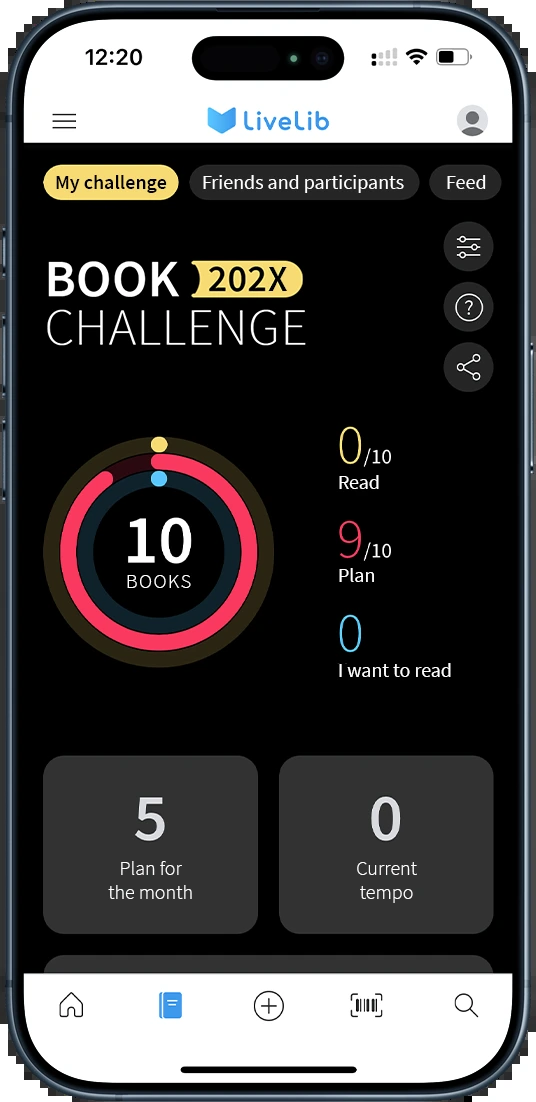 12:20
LiveLib
My challenge
Friends and participants
Feed
BOOK 202X
CHALLENGE
?
10
BOOKS
0/10
Read
9/10
Plan
0
I want to read
5
Plan for
the month
0
Current
tempo